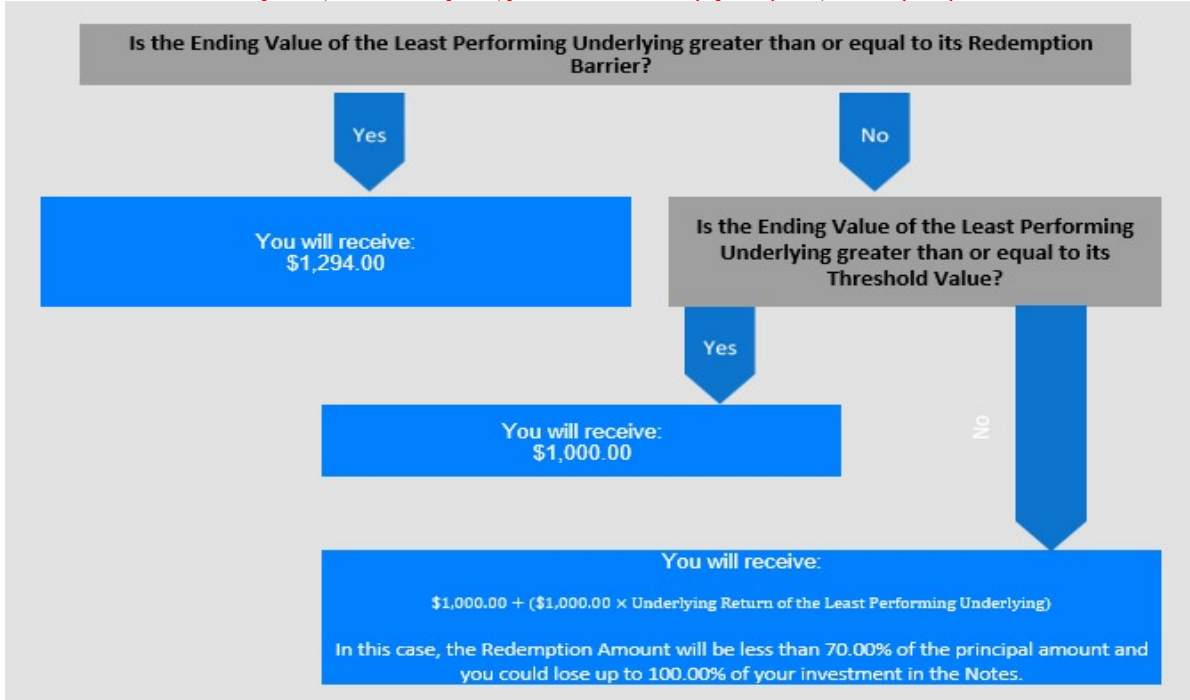 Is the Ending Value of the Least Performing Underlying greater than or equal to its Redemption
Barrier?
Yes
No
You will receive:
$1,294.00
Is the Ending Value of the Least Performing
Underlying greater than or equal to its
Threshold Value?
Yes
No
You will receive:
$1,000.00
You will receive:
$1,000.00 + ($1,000.00 × Underlying Return of the Least Performing Underlying)
In this case, the Redemption Amount will be less than 70.00% of the principal amount and
you could lose up to 100.00% of your investment in the Notes.